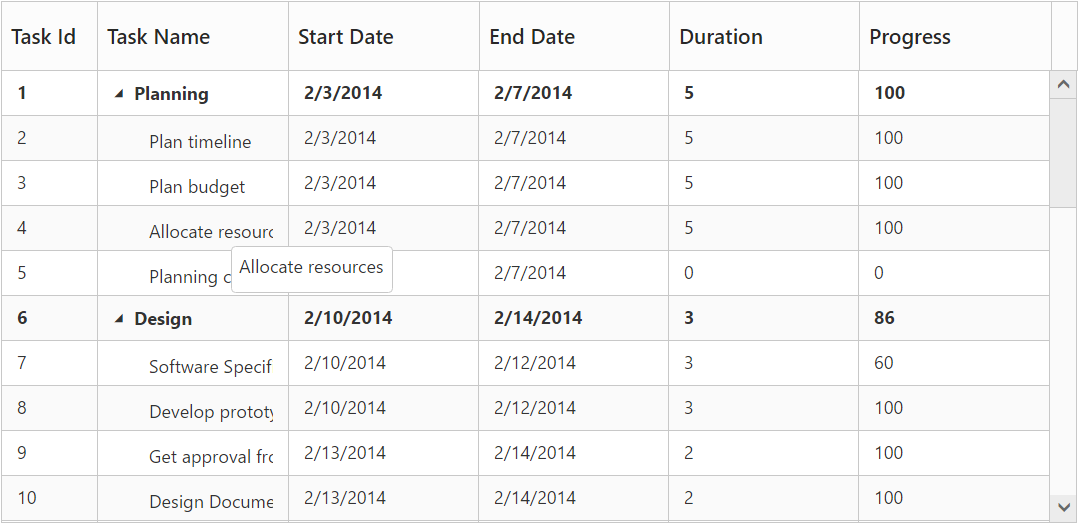 Task Id Task Name Start Date End Date Duration Progress
1 Planning 2/3/2014 2/7/2014 5 100
2 Plan timeline 2/3/2014 2/7/2014 5 100
3 Plan budget 2/3/2014 2/7/2014 5 100
4 Allocate 2/3/2014 2/7/2014 5 100
Allocate resources
5 Planning 2/7/2014 0 0
6 Design 2/10/2014 2/14/2014 3 86
7 Software Specif 2/10/2014 2/12/2014 3 60
8 Develop 2/10/2014 2/12/2014 3 100
9 Get approval 2/13/2014 2/14/2014 2 100
10 Design Docume 2/13/2014 2/14/2014 2 100